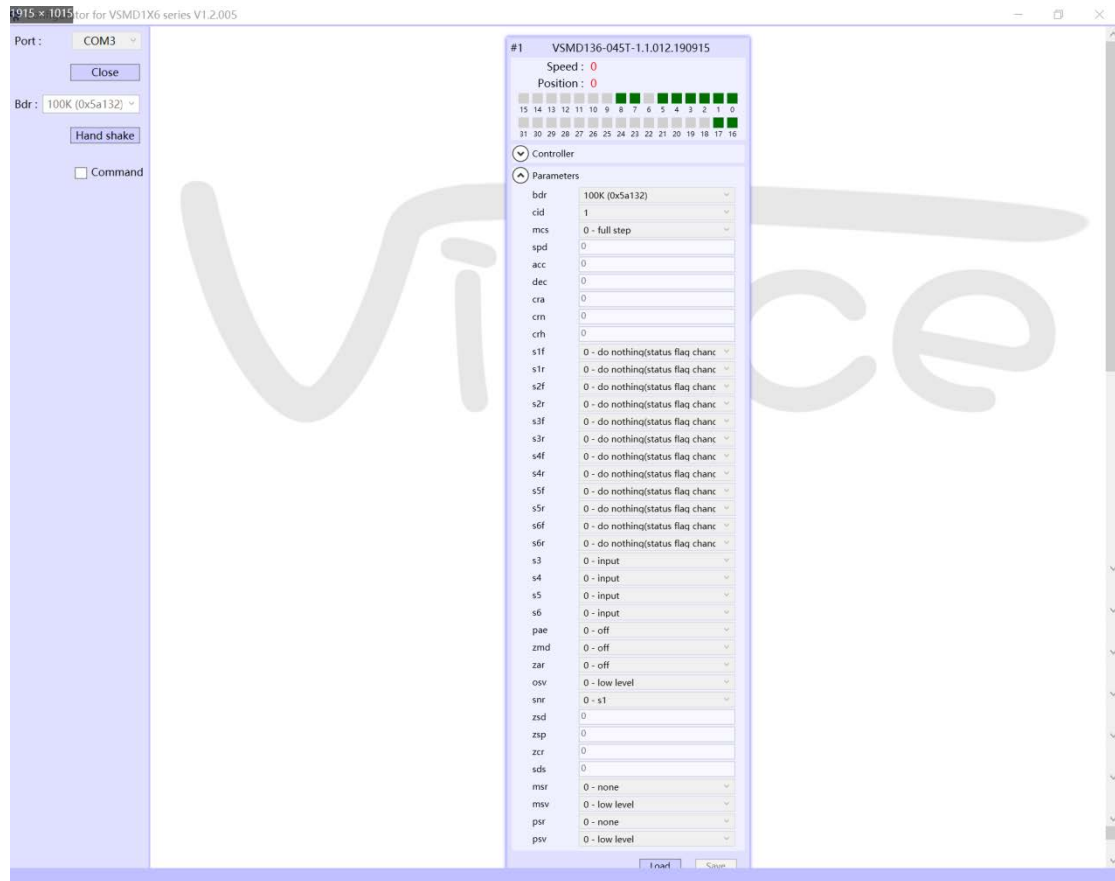 1915 × 1015 tor for VSMD1X6 series V1.2.005
Port : COM3
Close
Bdr : 100K (0x5a132)
Hand shake
Command
Vince
#1 VSMD136-045T-1.1.012.190915
Speed : 0
Position : 0
15 14 13 12 11 10 9 8 7 6 5 4 3 2 1 0
31 30 29 28 27 26 25 24 23 22 21 20 19 18 17 16
Controller
Parameters
bdr 100K (0x5a132)
cid 1
mcs 0 - full step
spd 0
acc 0
dec 0
cra 0
crn 0
crh 0
s1f 0 - do nothing(status flag chanc
s1r 0 - do nothing(status flag chanc
s2f 0 - do nothing(status flag chanc
s2r 0 - do nothing(status flag chanc
s3f 0 - do nothing(status flag chanc
s3r 0 - do nothing(status flag chanc
s4f 0 - do nothing(status flag chanc
s4r 0 - do nothing(status flag chanc
s5f 0 - do nothing(status flag chanc
s5r 0 - do nothing(status flag chanc
s6f 0 - do nothing(status flag chanc
s6r 0 - do nothing(status flag chanc
s3 0 - input
s4 0 - input
s5 0 - input
s6 0 - input
pae 0 - off
zmd 0 - off
zar 0 - off
osv 0 - low level
snr 0 - s1
zsd 0
zsp 0
zcr 0
sds 0
msr 0 - none
msv 0 - low level
psr 0 - none
psv 0 - low level
Load Save